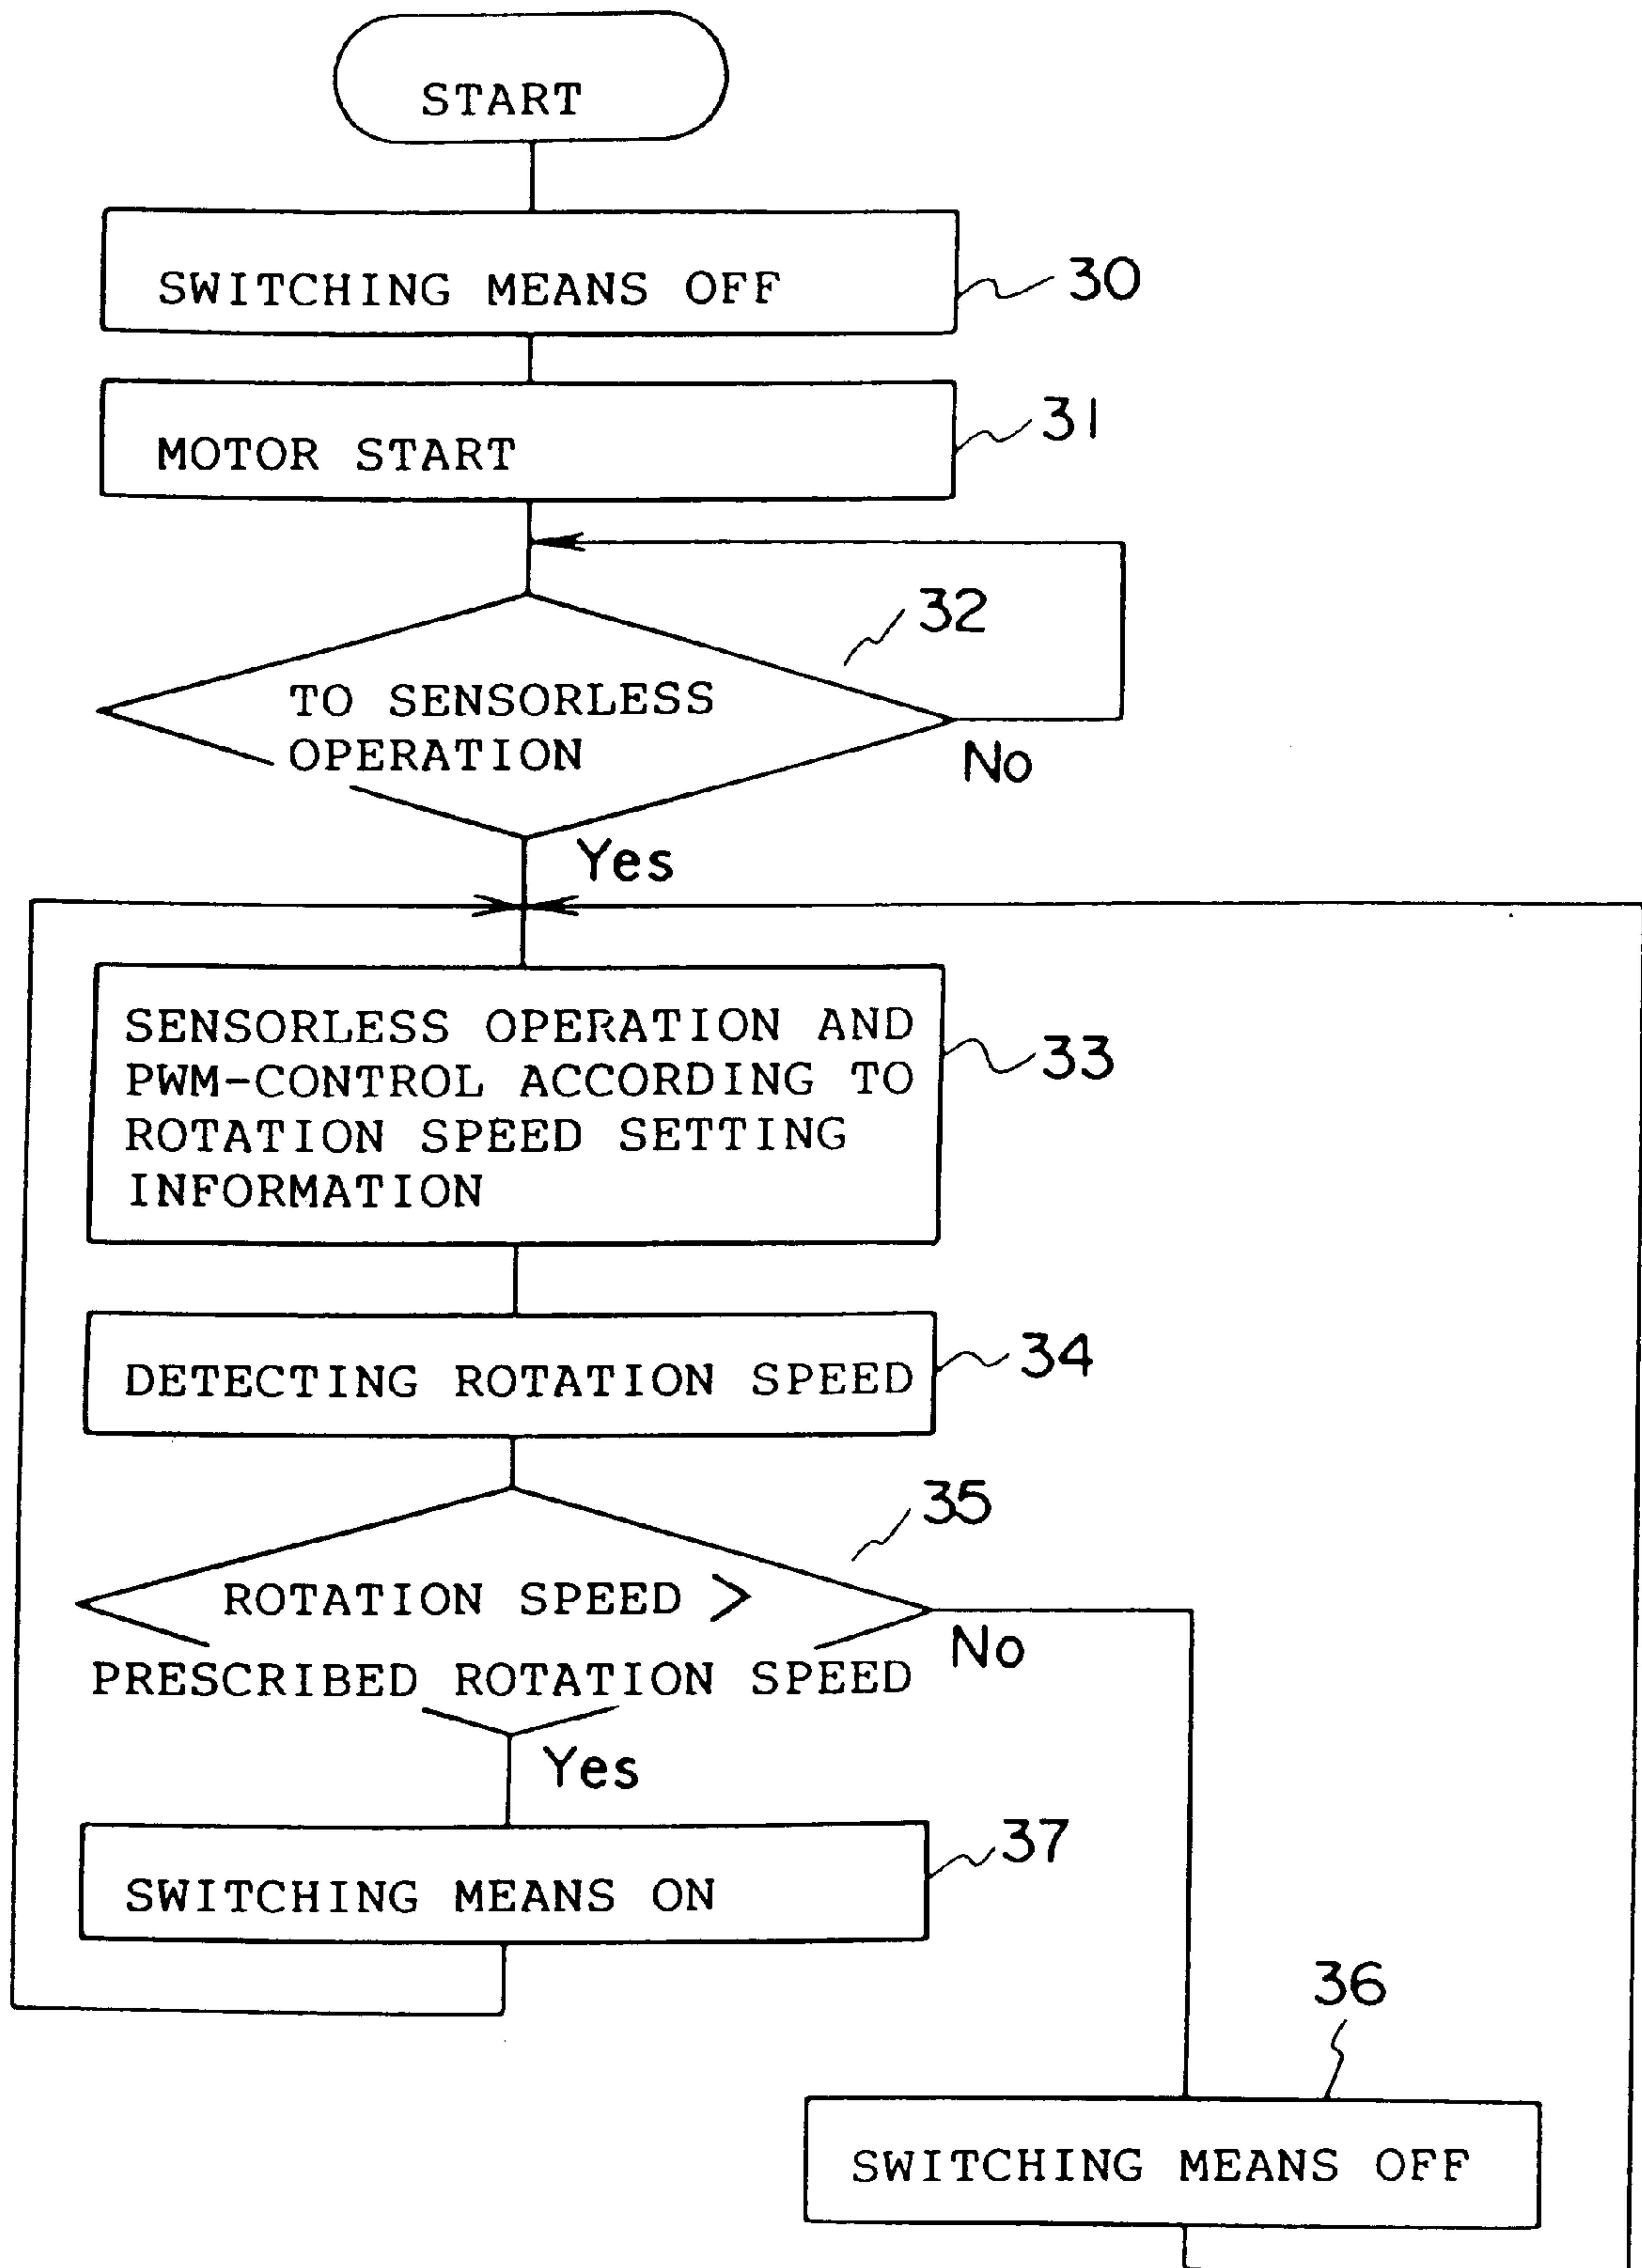 START
SWITCHING MEANS OFF
30
MOTOR START
31
32
TO SENSORLESS
OPERATION
No
Yes
SENSORLESS OPERATION AND
PWM-CONTROL ACCORDING TO
ROTATION SPEED SETTING
INFORMATION
33
DETECTING ROTATION SPEED
34
35
ROTATION SPEED >
PRESCRIBED ROTATION SPEED
No
Yes
37
SWITCHING MEANS ON
36
SWITCHING MEANS OFF